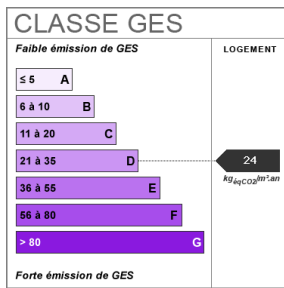 CLASSE GES
Faible émission de GES
LOGEMENT
≤ 5 A
6 à 10 B
11 à 20 C
21 à 35 D
24
kgéqCO2/m².an
36 à 55 E
56 à 80 F
> 80 G
Forte émission de GES